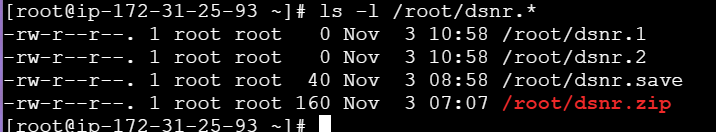 [root@ip-172-31-25-93 ~]# ls -l /root/dsnr.*
-rw-r--r--. 1 root root   0 Nov  3 10:58 /root/dsnr.1
-rw-r--r--. 1 root root   0 Nov  3 10:58 /root/dsnr.2
-rw-r--r--. 1 root root  40 Nov  3 08:58 /root/dsnr.save
-rw-r--r--. 1 root root 160 Nov  3 07:07 /root/dsnr.zip
[root@ip-172-31-25-93 ~]#